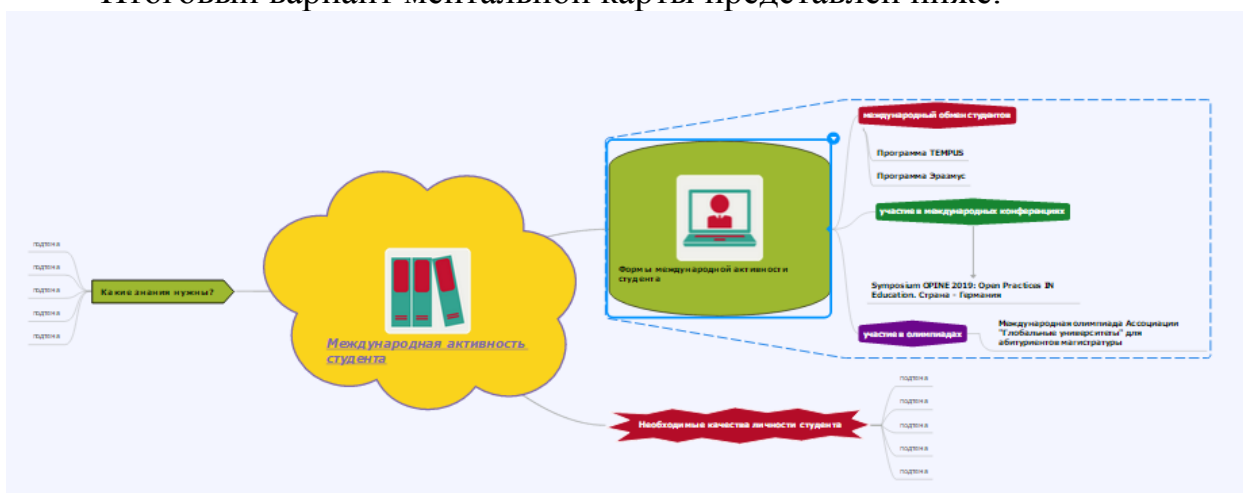 Итоговый вариант ментальной карты представлен ниже:
международный обмен студентов
Программа TEMPUS
Программа Эразмус
участие в международных конференциях
Формы международной активности
студента
Symposium OPINE 2019: Open Practices IN
Education. Страна - Германия
Международная олимпиада Ассоциации
"Глобальные университеты" для
абитуриентов магистратуры
участие в олимпиадах
подтема
подтема
подтема
подтема
подтема
Какие знания нужны?
Международная активность
студента
подтема
подтема
подтема
подтема
подтема
Необходимые качества личности студента